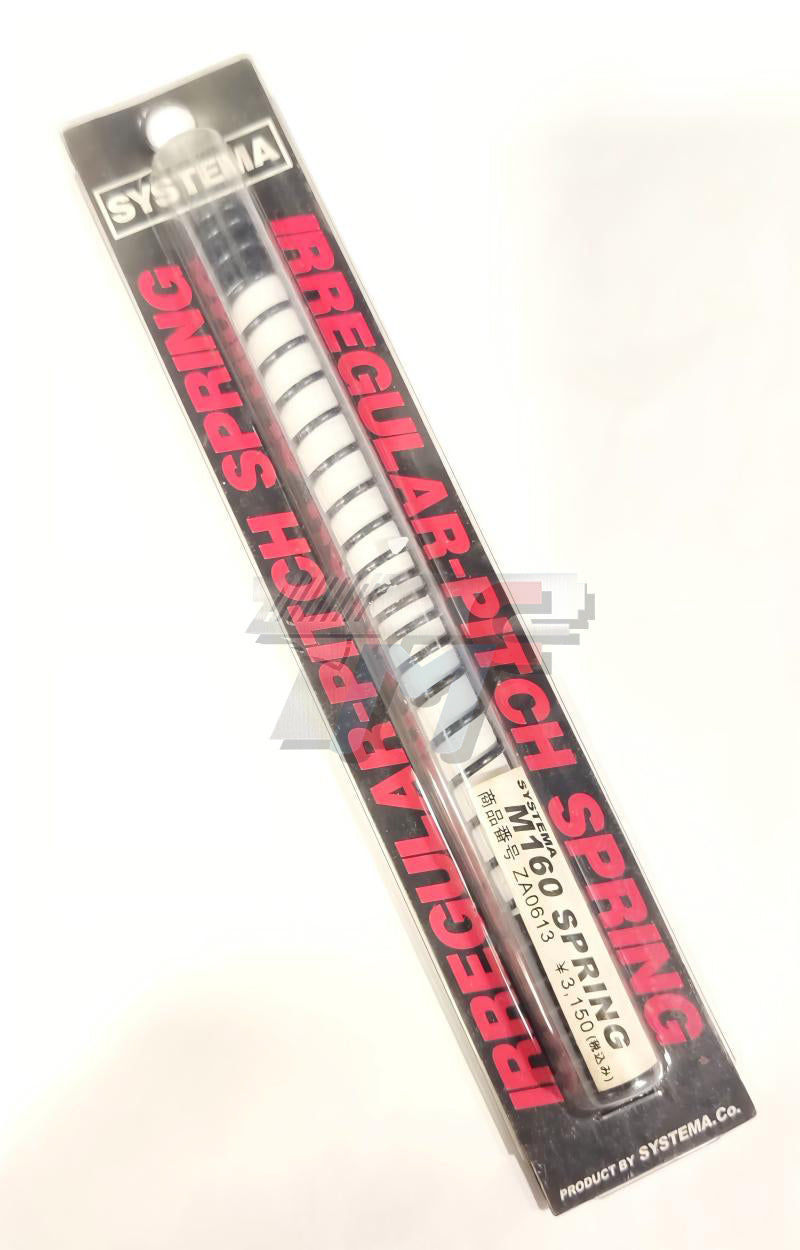 SYSTEMA
IRREGULAR-PITCH SPRING
IRREGULAR-PITCH SPRING
SYSTEMA
M160 SPRING
商品番号 ZA0613 ¥3,150(税込み)
PRODUCT BY SYSTEMA.Co.